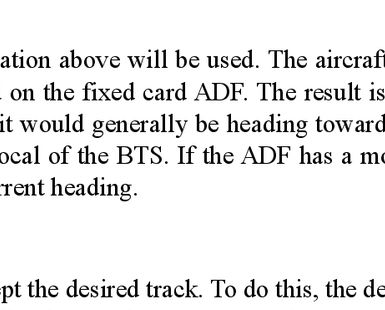 ation above will be used. The aircraft
on the fixed card ADF. The result is
it would generally be heading toward
ocal of the BTS. If the ADF has a mo
rrent heading.
pt the desired track. To do this, the de